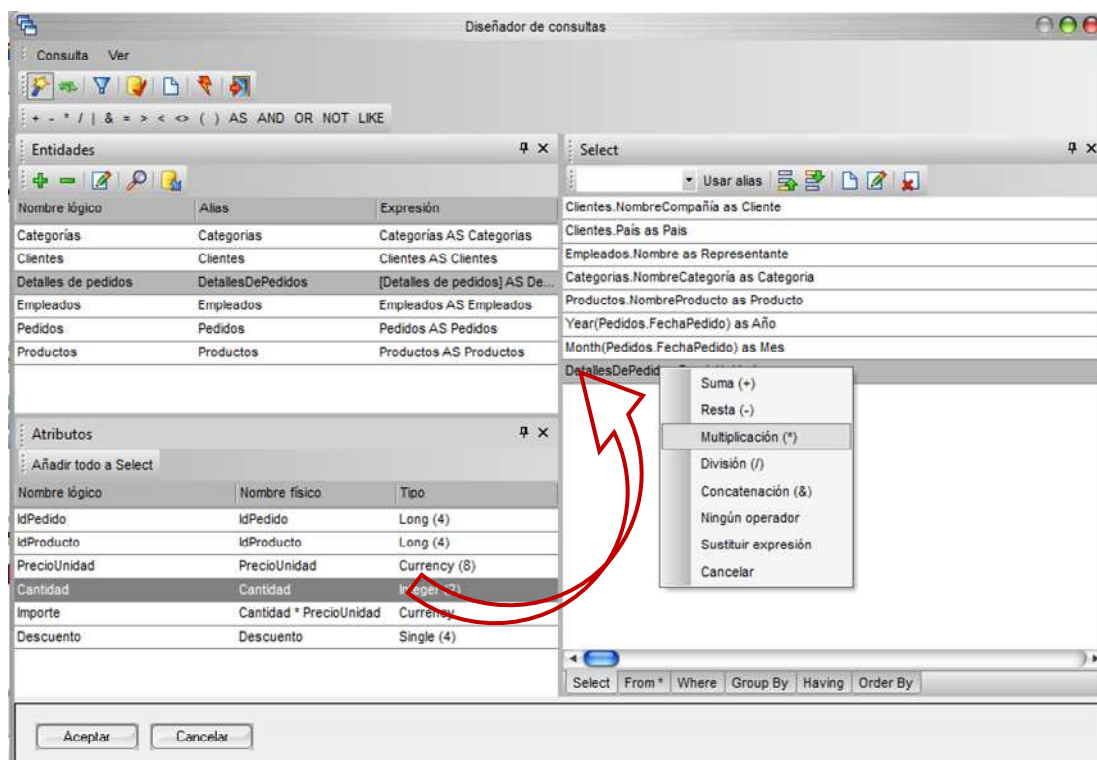 Diseñador de consultas
Consulta Ver
+ - * / | & = > < <> ( ) AS AND OR NOT LIKE
Entidades
Nombre lógico Alias Expresión
Categorías Categorias Categorías AS Categorias
Clientes Clientes Clientes AS Clientes
Detalles de pedidos DetallesDePedidos [Detalles de pedidos] AS De...
Empleados Empleados Empleados AS Empleados
Pedidos Pedidos Pedidos AS Pedidos
Productos Productos Productos AS Productos
Atributos
Añadir todo a Select
Nombre lógico Nombre físico Tipo
IdPedido IdPedido Long (4)
IdProducto IdProducto Long (4)
PrecioUnidad PrecioUnidad Currency (8)
Cantidad Cantidad Integer (2)
Importe Cantidad * PrecioUnidad Currency
Descuento Descuento Single (4)
Select
Usar alias
Clientes.NombreCompañía as Cliente
Clientes.País as Pais
Empleados.Nombre as Representante
Categorias.NombreCategoría as Categoria
Productos.NombreProducto as Producto
Year(Pedidos.FechaPedido) as Año
Month(Pedidos.FechaPedido) as Mes
Suma (+)
Resta (-)
Multiplicación (*)
División (/)
Concatenación (&)
Ningún operador
Sustituir expresión
Cancelar
Select From * Where Group By Having Order By
Aceptar Cancelar